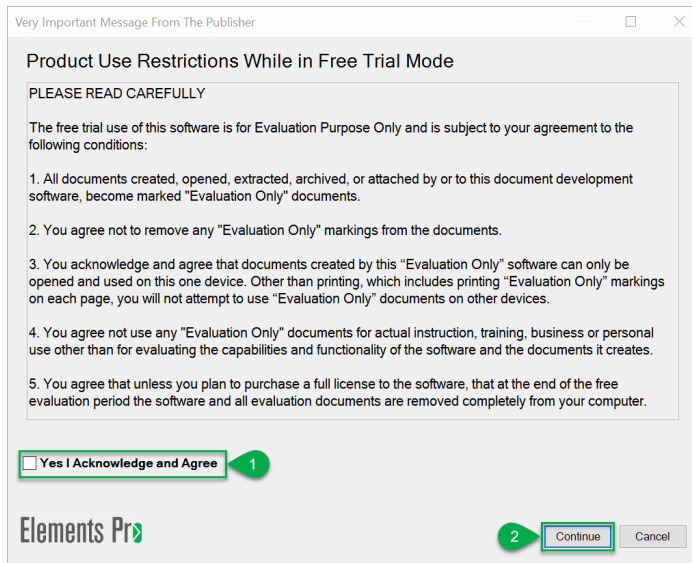 Very Important Message From The Publisher
Product Use Restrictions While in Free Trial Mode
PLEASE READ CAREFULLY
The free trial use of this software is for Evaluation Purpose Only and is subject to your agreement to the
following conditions:
1. All documents created, opened, extracted, archived, or attached by or to this document development
software, become marked "Evaluation Only" documents.
2. You agree not to remove any "Evaluation Only" markings from the documents.
3. You acknowledge and agree that documents created by this “Evaluation Only” software can only be
opened and used on this one device. Other than printing, which includes printing “Evaluation Only” markings
on each page, you will not attempt to use “Evaluation Only” documents on other devices.
4. You agree not use any "Evaluation Only" documents for actual instruction, training, business or personal
use other than for evaluating the capabilities and functionality of the software and the documents it creates.
5. You agree that unless you plan to purchase a full license to the software, that at the end of the free
evaluation period the software and all evaluation documents are removed completely from your computer.
Yes I Acknowledge and Agree 1
Elements Pro
2 Continue Cancel